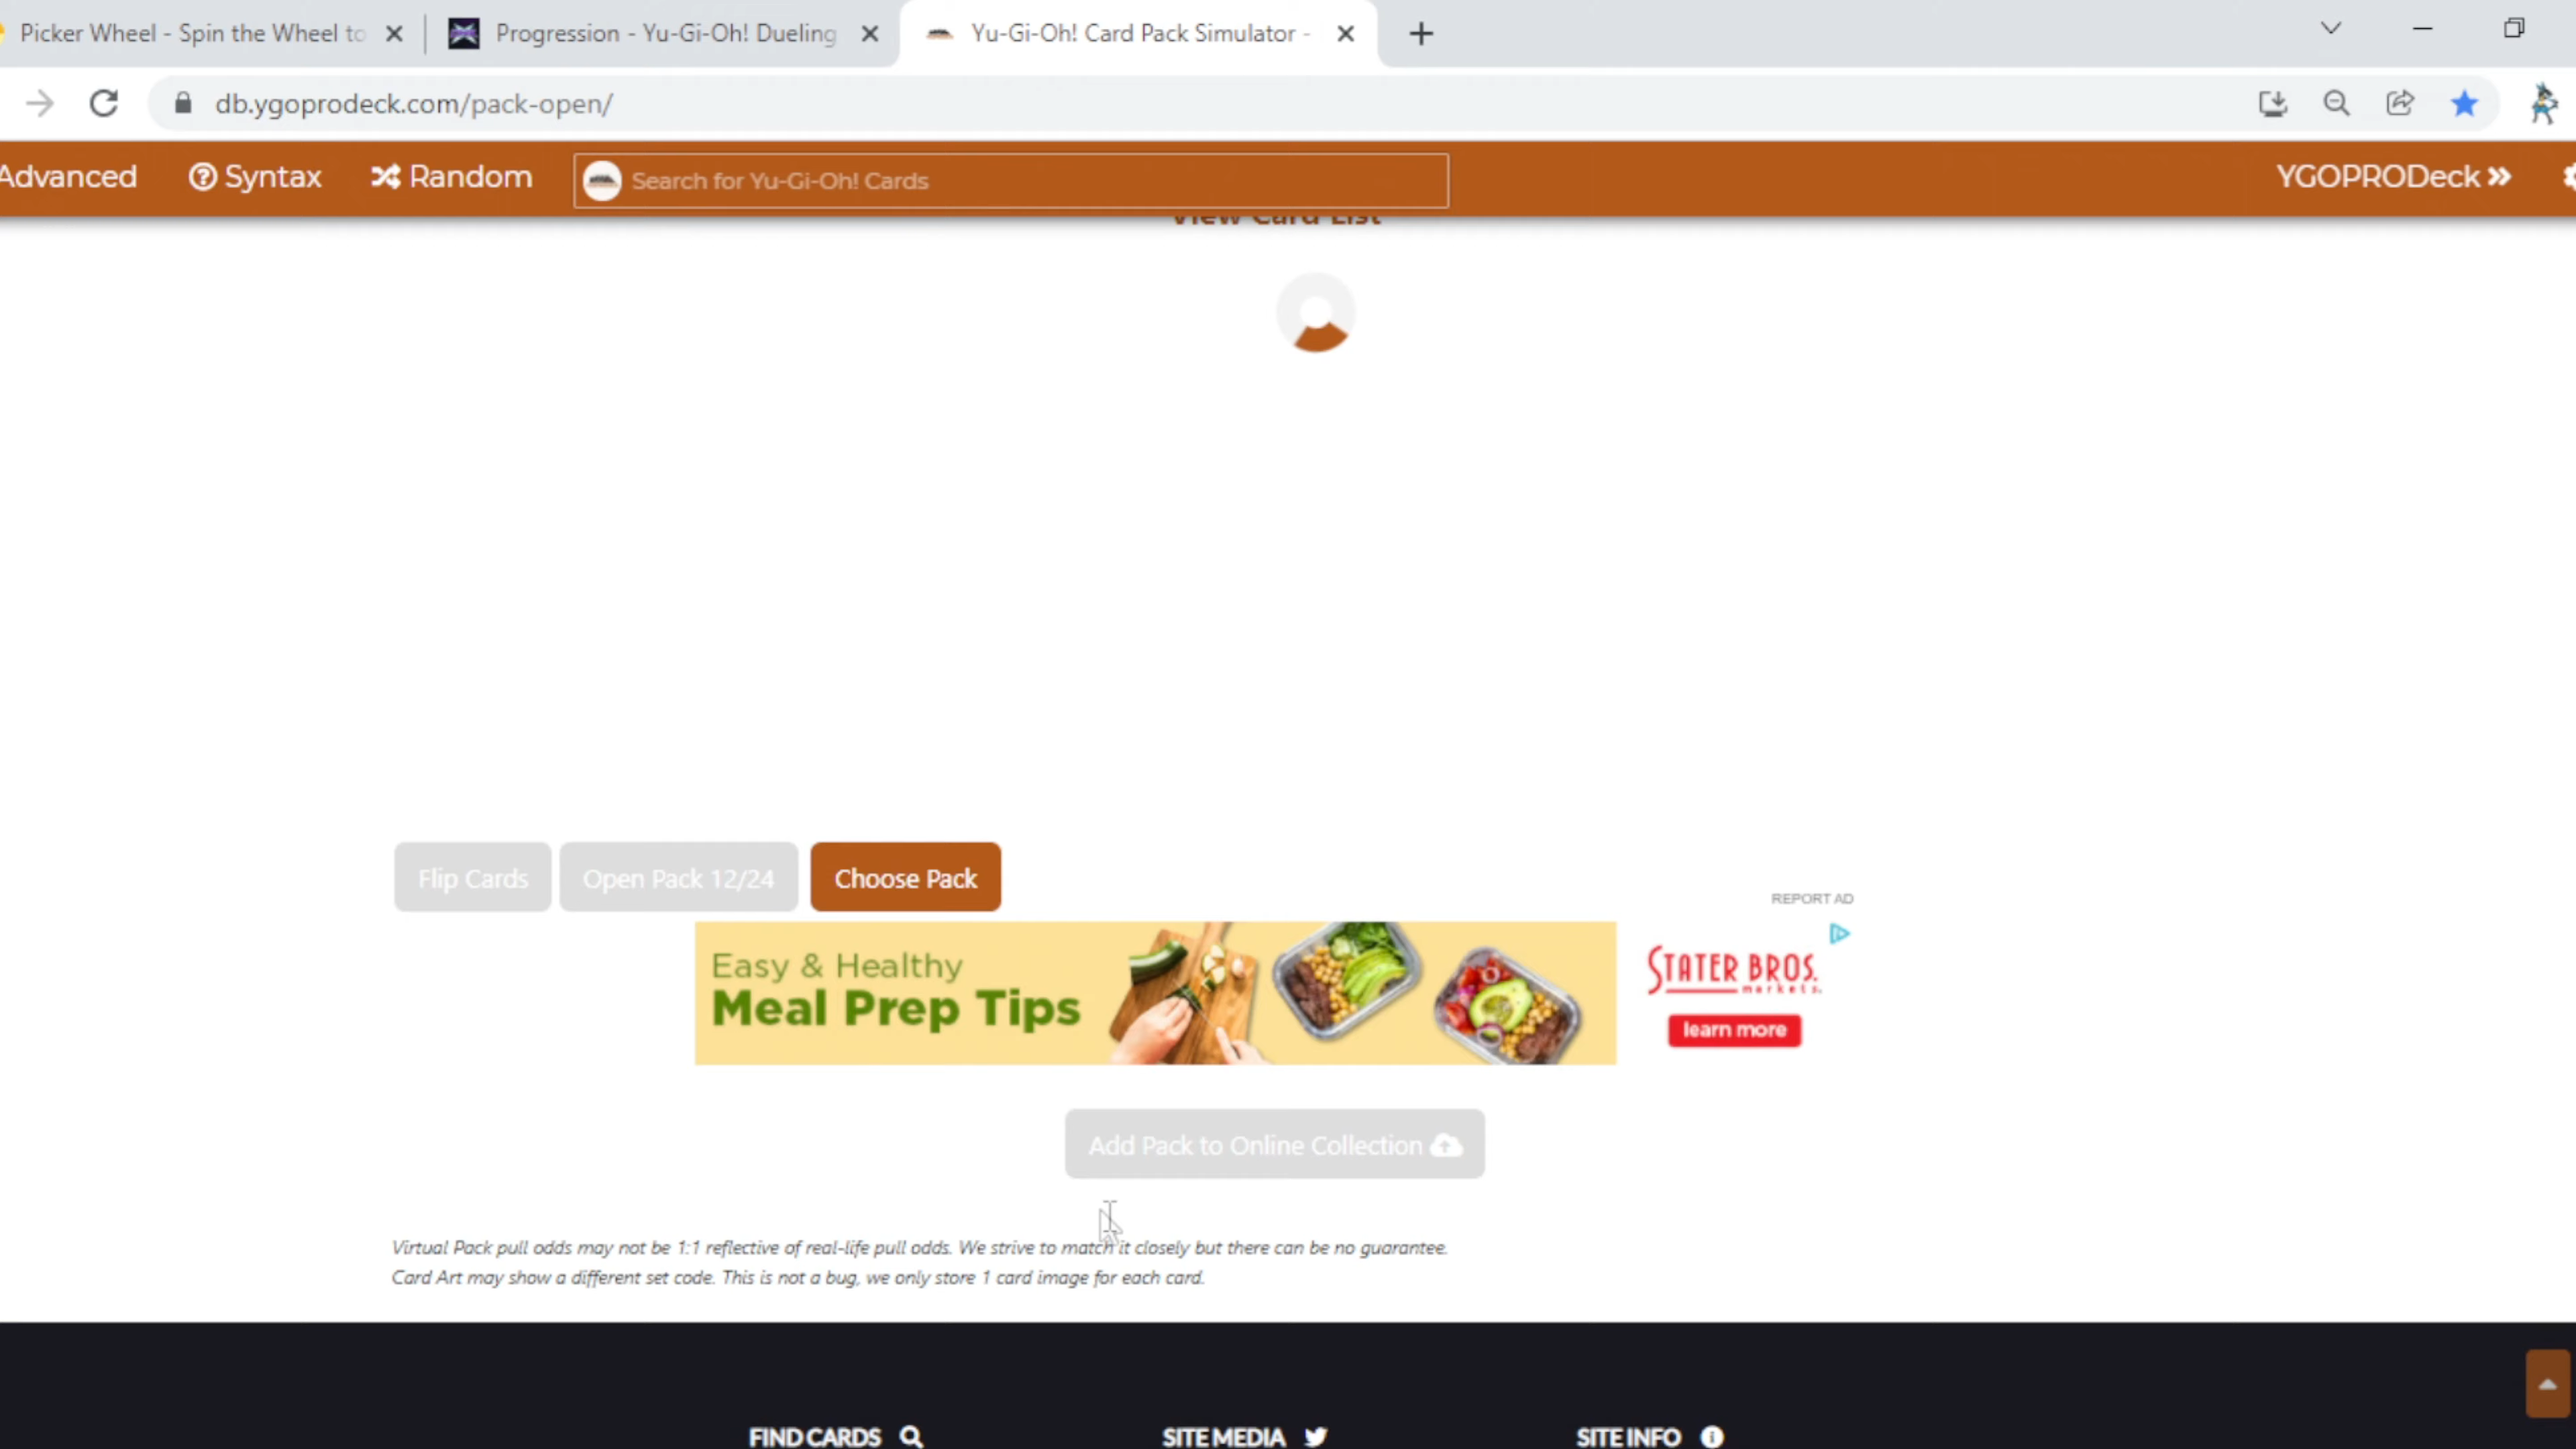 Picker Wheel - Spin the Wheel to
Progression - Yu-Gi-Oh! Dueling
Yu-Gi-Oh! Card Pack Simulator -
db.ygoprodeck.com/pack-open/
Advanced
Syntax
Random
Search for Yu-Gi-Oh! Cards
YGOPRODeck
View Card List
Flip Cards
Open Pack 12/24
Choose Pack
REPORT AD
Easy & Healthy
Meal Prep Tips
STATER BROS.
markets.
learn more
Add Pack to Online Collection
Virtual Pack pull odds may not be 1:1 reflective of real-life pull odds. We strive to match it closely but there can be no guarantee.
Card Art may show a different set code. This is not a bug, we only store 1 card image for each card.
FIND CARDS
SITE MEDIA
SITE INFO